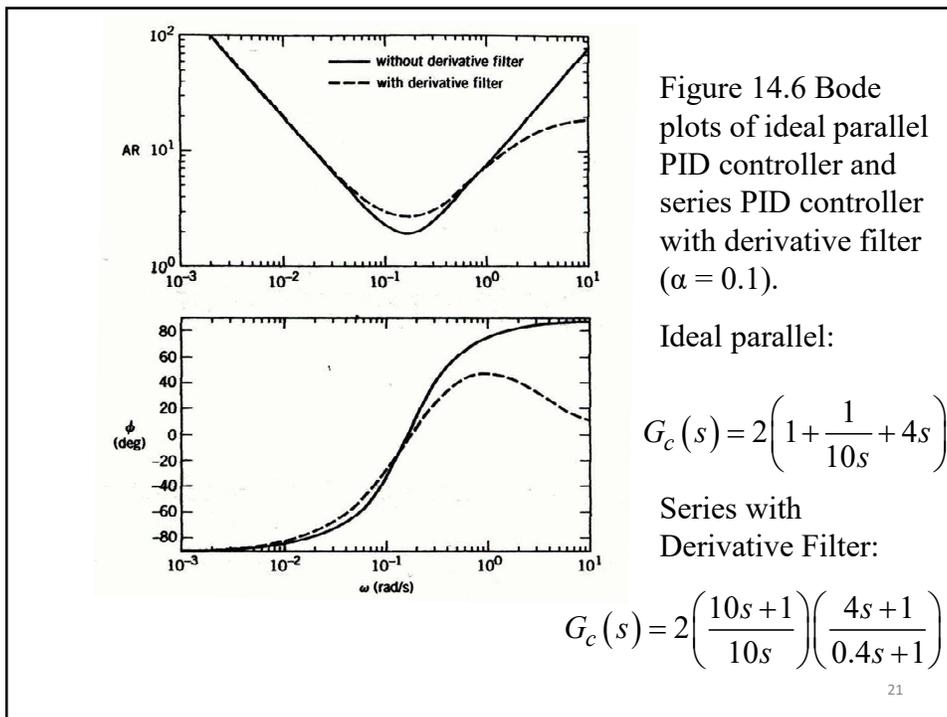 10²
AR 10¹
10⁰
10⁻³ 10⁻² 10⁻¹ 10⁰ 10¹
without derivative filter
with derivative filter
80
60
40
20
0
-20
-40
-60
-80
ϕ
(deg)
10⁻³ 10⁻² 10⁻¹ 10⁰ 10¹
ω (rad/s)
Figure 14.6 Bode
plots of ideal parallel
PID controller and
series PID controller
with derivative filter
(α = 0.1).
Ideal parallel:
G_c(s) = 2(1 + 1/(10s) + 4s)
Series with
Derivative Filter:
G_c(s) = 2((10s+1)/(10s))((4s+1)/(0.4s+1))
21